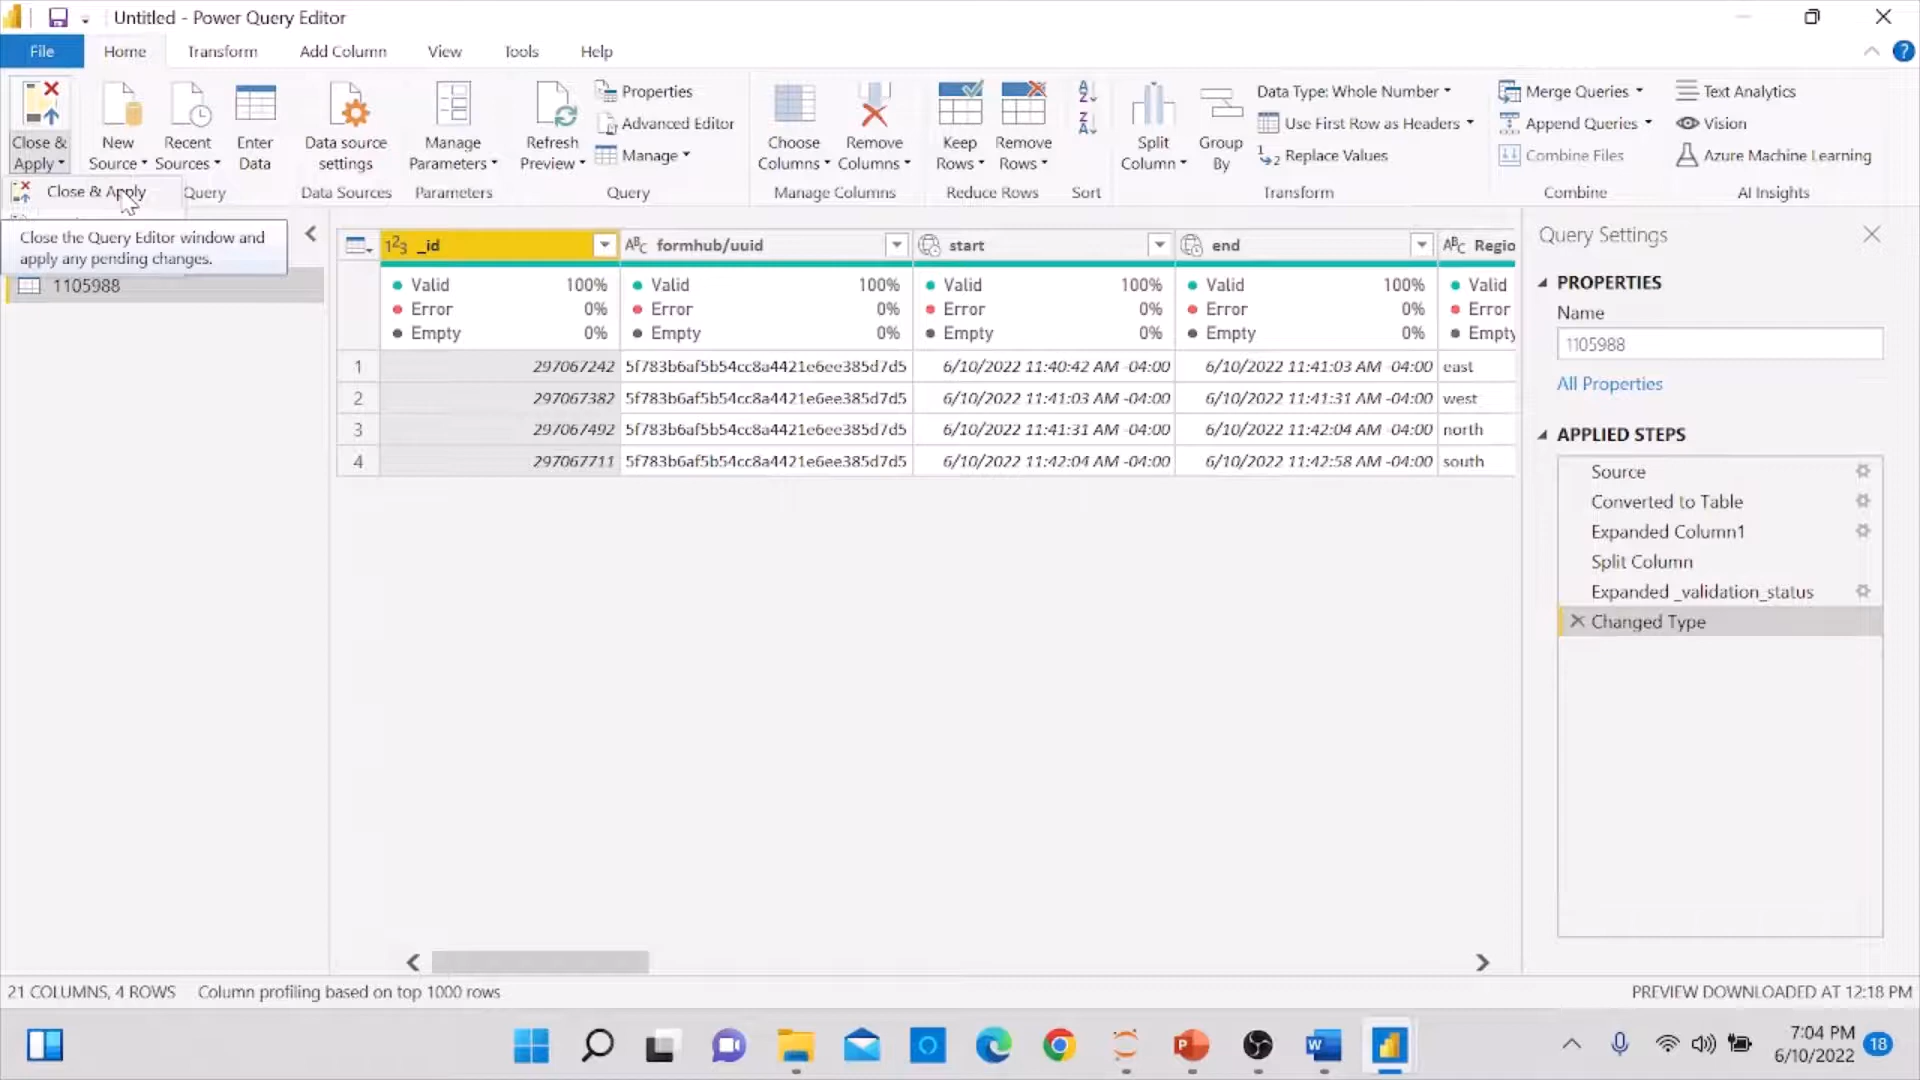 Untitled - Power Query Editor
File Home Transform Add Column View Tools Help
Close & Apply
New Source
Recent Sources
Enter Data
Data source settings
Manage Parameters
Refresh Preview
Properties
Advanced Editor
Manage
Choose Columns
Remove Columns
Keep Rows
Remove Rows
Split Column
Group By
Data Type: Whole Number
Use First Row as Headers
Replace Values
Merge Queries
Append Queries
Combine Files
Text Analytics
Vision
Azure Machine Learning
Query Data Sources Parameters Query Manage Columns Reduce Rows Sort Transform Combine AI Insights
Close & Apply
Close the Query Editor window and
apply any pending changes.
1105988
123 _id ABC formhub/uuid start end ABC Regio
Valid 100% Valid 100% Valid 100% Valid 100% Valid
Error 0% Error 0% Error 0% Error 0% Error
Empty 0% Empty 0% Empty 0% Empty 0% Empty
1 297067242 5f783b6af5b54cc8a4421e6ee385d7d5 6/10/2022 11:40:42 AM -04:00 6/10/2022 11:41:03 AM -04:00 east
2 297067382 5f783b6af5b54cc8a4421e6ee385d7d5 6/10/2022 11:41:03 AM -04:00 6/10/2022 11:41:31 AM -04:00 west
3 297067492 5f783b6af5b54cc8a4421e6ee385d7d5 6/10/2022 11:41:31 AM -04:00 6/10/2022 11:42:04 AM -04:00 north
4 297067711 5f783b6af5b54cc8a4421e6ee385d7d5 6/10/2022 11:42:04 AM -04:00 6/10/2022 11:42:58 AM -04:00 south
Query Settings
PROPERTIES
Name
1105988
All Properties
APPLIED STEPS
Source
Converted to Table
Expanded Column1
Split Column
Expanded _validation_status
Changed Type
21 COLUMNS, 4 ROWS Column profiling based on top 1000 rows PREVIEW DOWNLOADED AT 12:18 PM
7:04 PM
6/10/2022
18